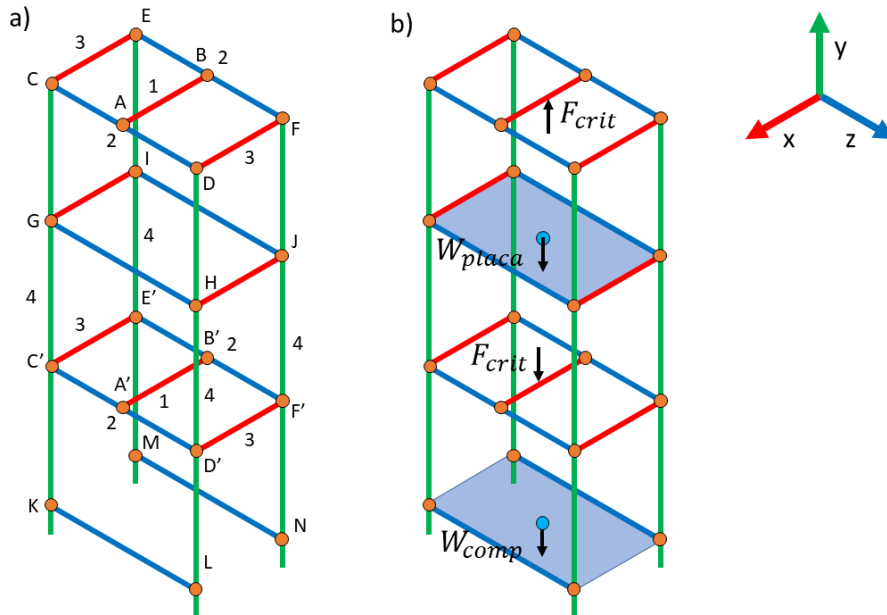 a)
E
3
B
2
C
A
1
F
2
3
I
D
G
4
J
H
4
E'
3
B'
2
4
C'
A'
1
4
F'
2
3
M
D'
K
N
L
b)
F_crit
W_placa
F_crit
W_comp
y
x
z